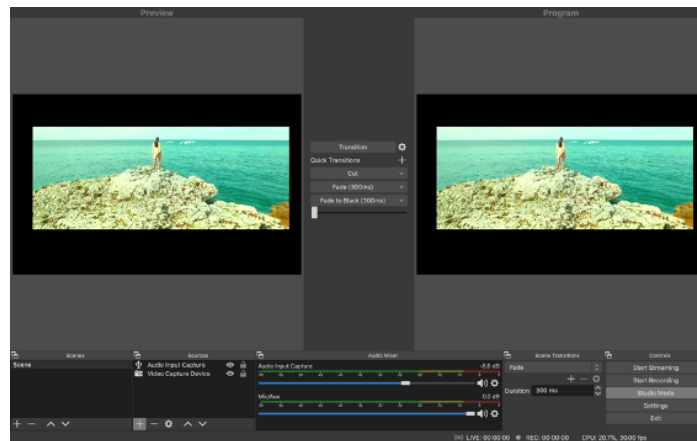 Preview
Program
Transition
Quick Transitions
Cut
Fade (300ms)
Fade to Black (300ms)
Scenes
Sources
Audio Mixer
Scene Transitions
Controls
Scene
Audio Input Capture
Video Capture Device
Audio Input Capture
Mic/Aux
0.0 dB
Fade
Duration 300 ms
Start Streaming
Start Recording
Studio Mode
Settings
Exit
LIVE: 00:00:00 REC: 00:00:00 CPU: 20.7%, 30.00 fps